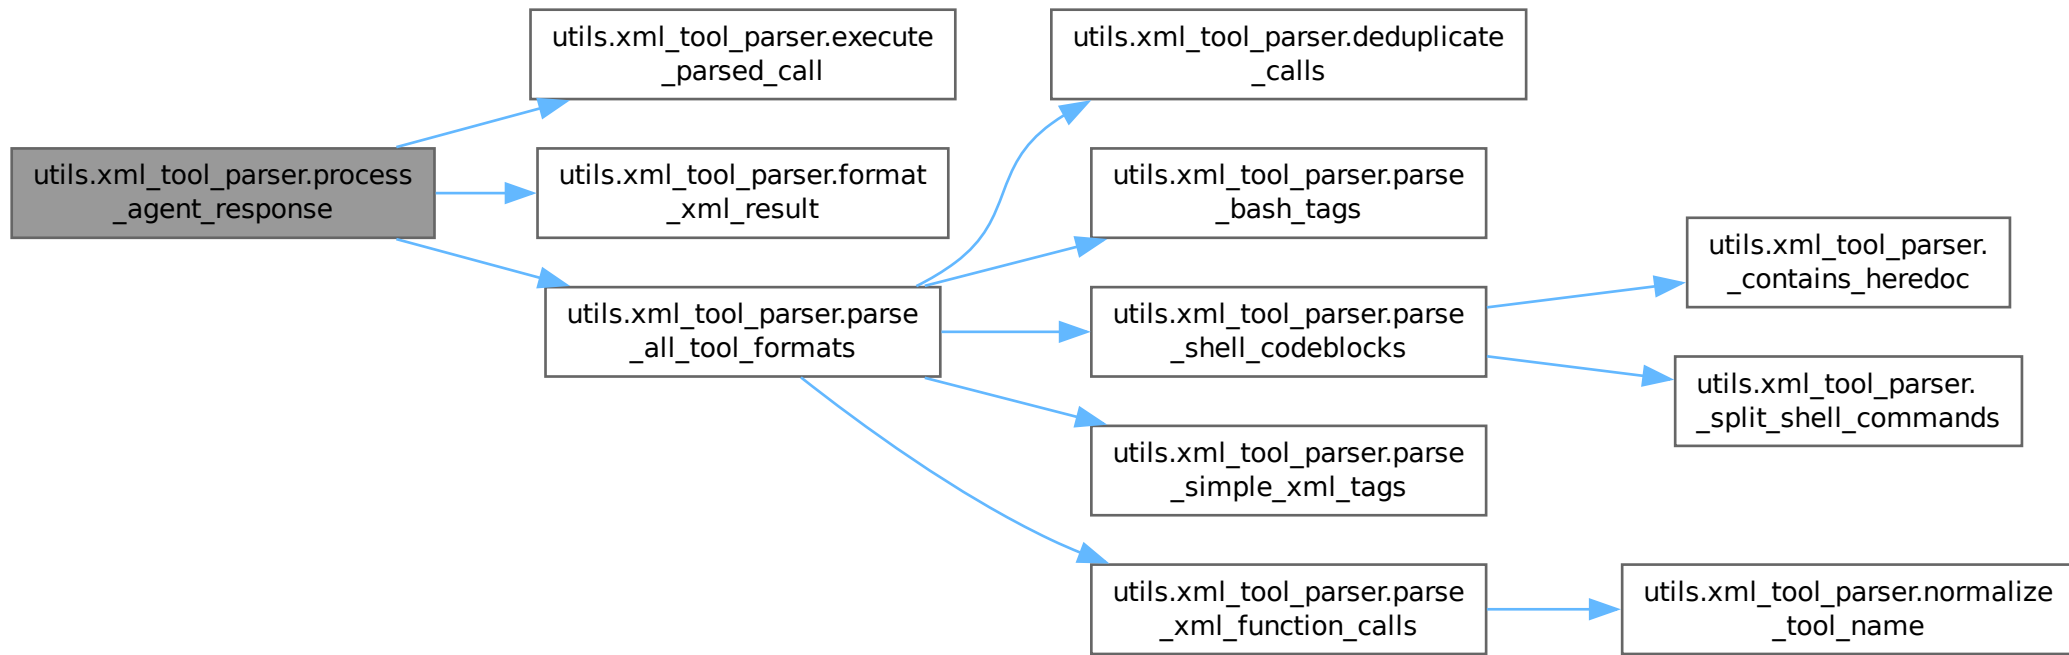 utils.xml_tool_parser.process
_agent_response
utils.xml_tool_parser.execute
_parsed_call
utils.xml_tool_parser.format
_xml_result
utils.xml_tool_parser.parse
_all_tool_formats
utils.xml_tool_parser.deduplicate
_calls
utils.xml_tool_parser.parse
_bash_tags
utils.xml_tool_parser.parse
_shell_codeblocks
utils.xml_tool_parser.parse
_simple_xml_tags
utils.xml_tool_parser.parse
_xml_function_calls
utils.xml_tool_parser.
_contains_heredoc
utils.xml_tool_parser.
_split_shell_commands
utils.xml_tool_parser.normalize
_tool_name